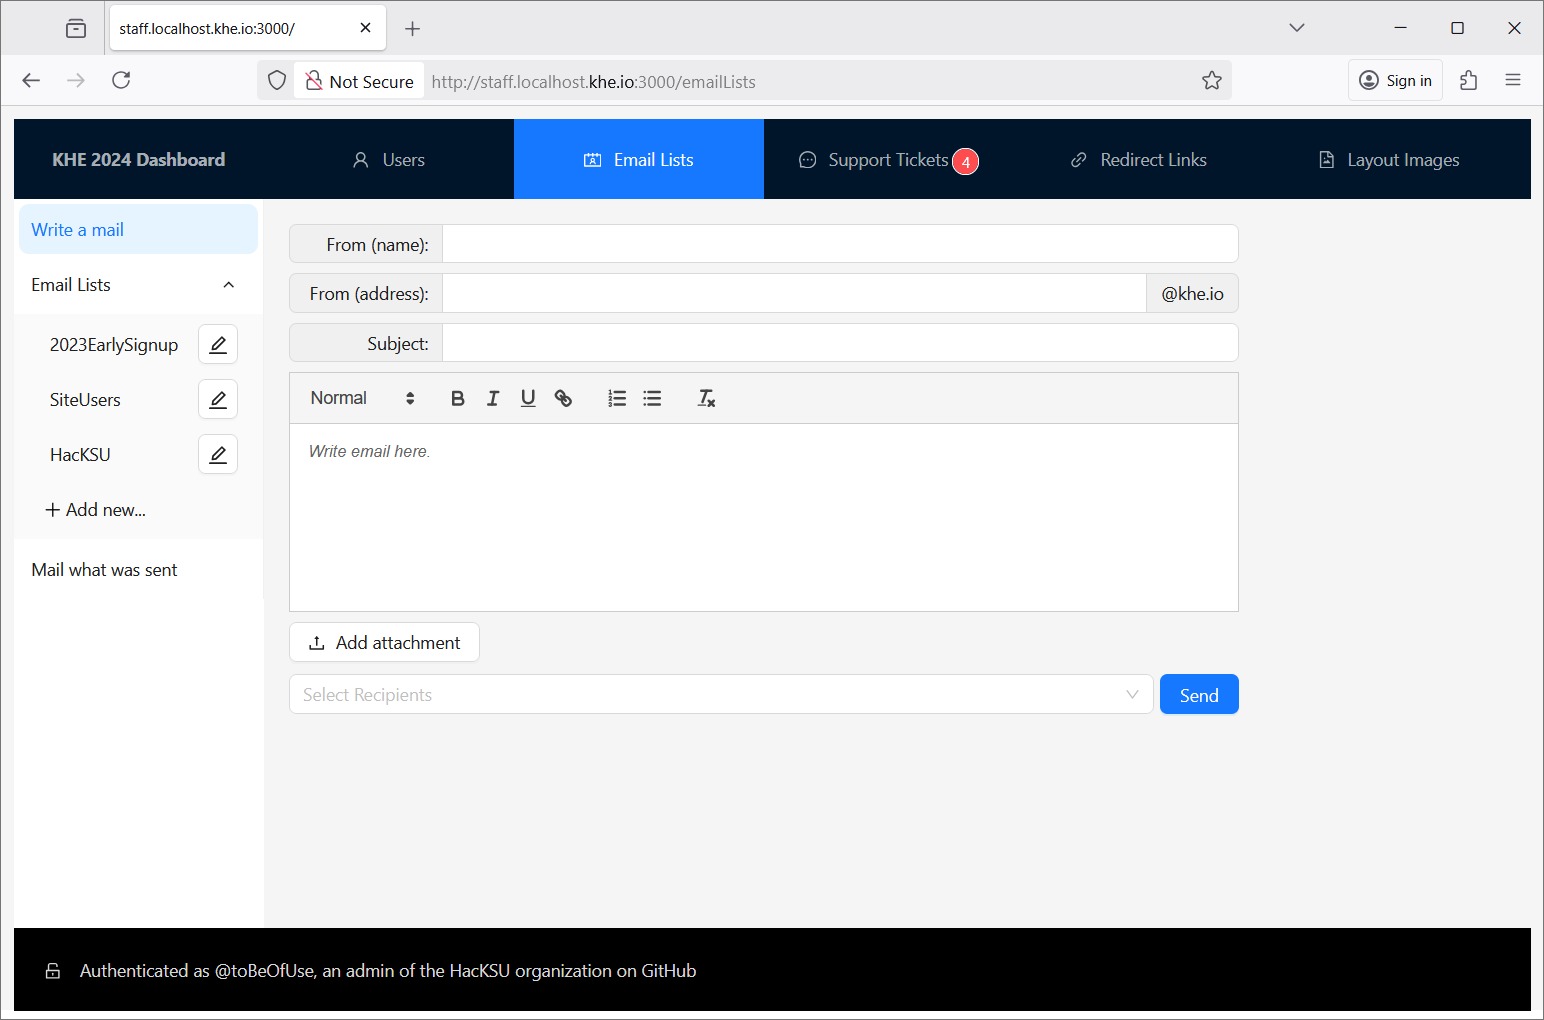 staff.localhost.khe.io:3000/
Not Secure http://staff.localhost.khe.io:3000/emailLists Sign in
KHE 2024 Dashboard Users Email Lists Support Tickets 4 Redirect Links Layout Images
Write a mail
Email Lists
2023EarlySignup
SiteUsers
HacKSU
+ Add new...
Mail what was sent
From (name):
From (address): @khe.io
Subject:
Normal B I U
Write email here.
Add attachment
Select Recipients Send
Authenticated as @toBeOfUse, an admin of the HacKSU organization on GitHub